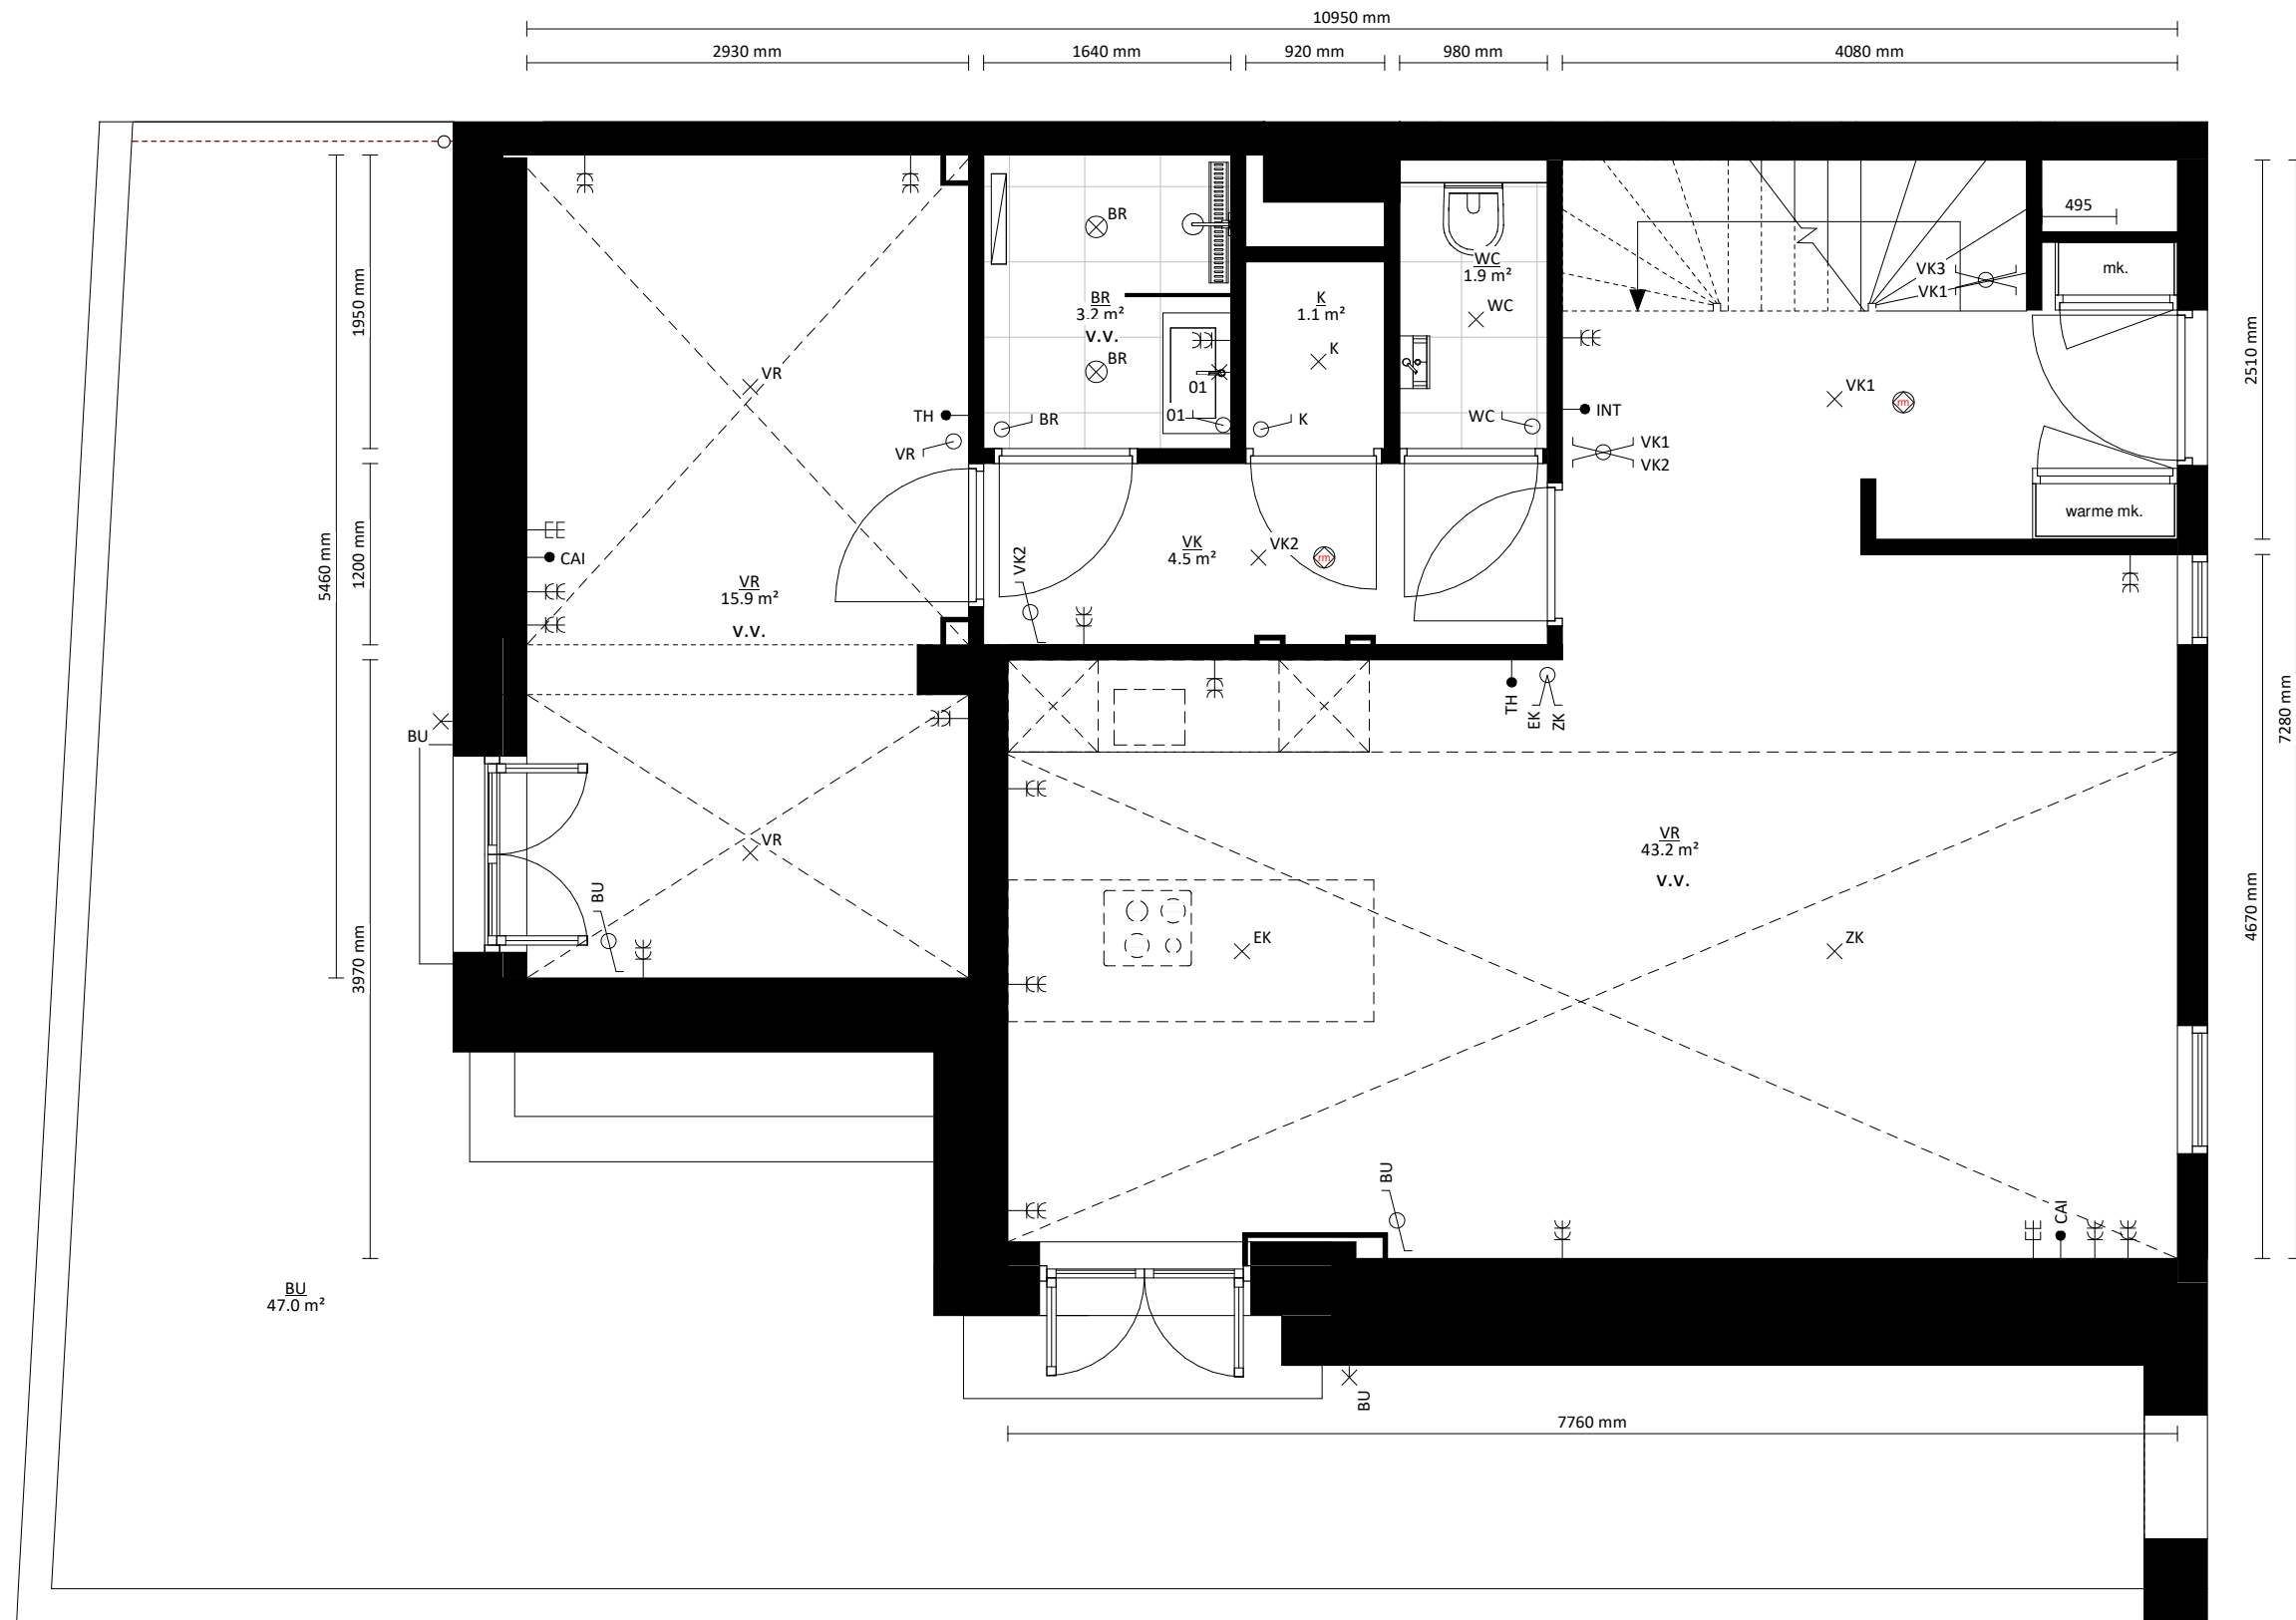 10950 mm
2930 mm
1640 mm
920 mm
980 mm
4080 mm
5460 mm
1950 mm
1200 mm
3970 mm
2510 mm
7280 mm
4670 mm
7760 mm
BR
BR
3.2 m²
v.v.
BR
01
01
BR
K
1.1 m²
K
K
WC
1.9 m²
WC
WC
495
mk.
VK3
VK1
VR
TH
VR
INT
VK1
VK2
VK1
rm
warme mk.
CAI
VR
15.9 m²
v.v.
VK2
VK
4.5 m²
VK2
rm
BU
VR
BU
TH
EK
ZK
VR
43.2 m²
v.v.
EK
ZK
BU
CAI
BU
47.0 m²
BU